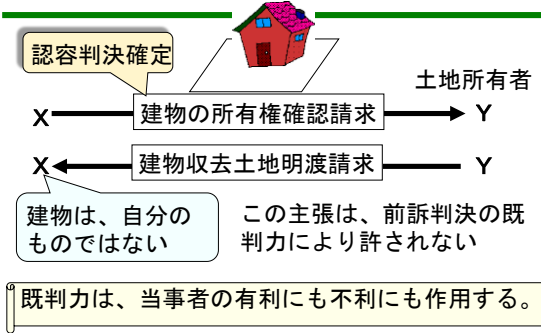 認容判決確定
土地所有者
X 建物の所有権確認請求 Y
X 建物収去土地明渡請求 Y
建物は、自分の
ものではない
この主張は、前訴判決の既
判力により許されない
既判力は、当事者の有利にも不利にも作用する。